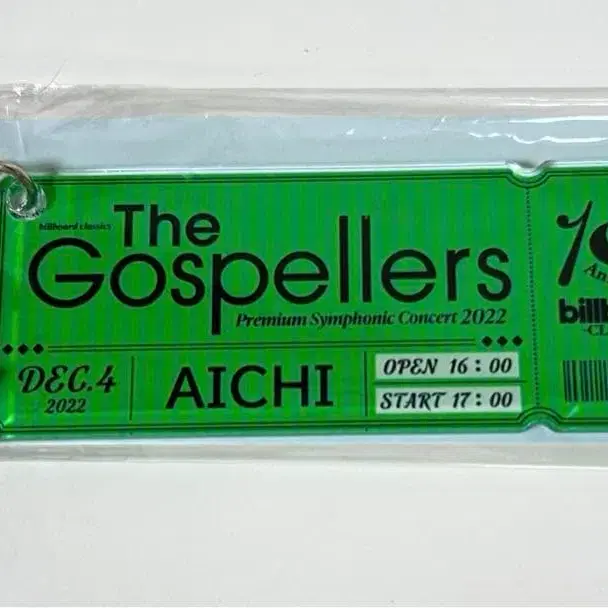 billboard classics
The
Gospellers
Premium Symphonic Concert 2022
DEC.4
2022
AICHI
OPEN 16:00
START 17:00